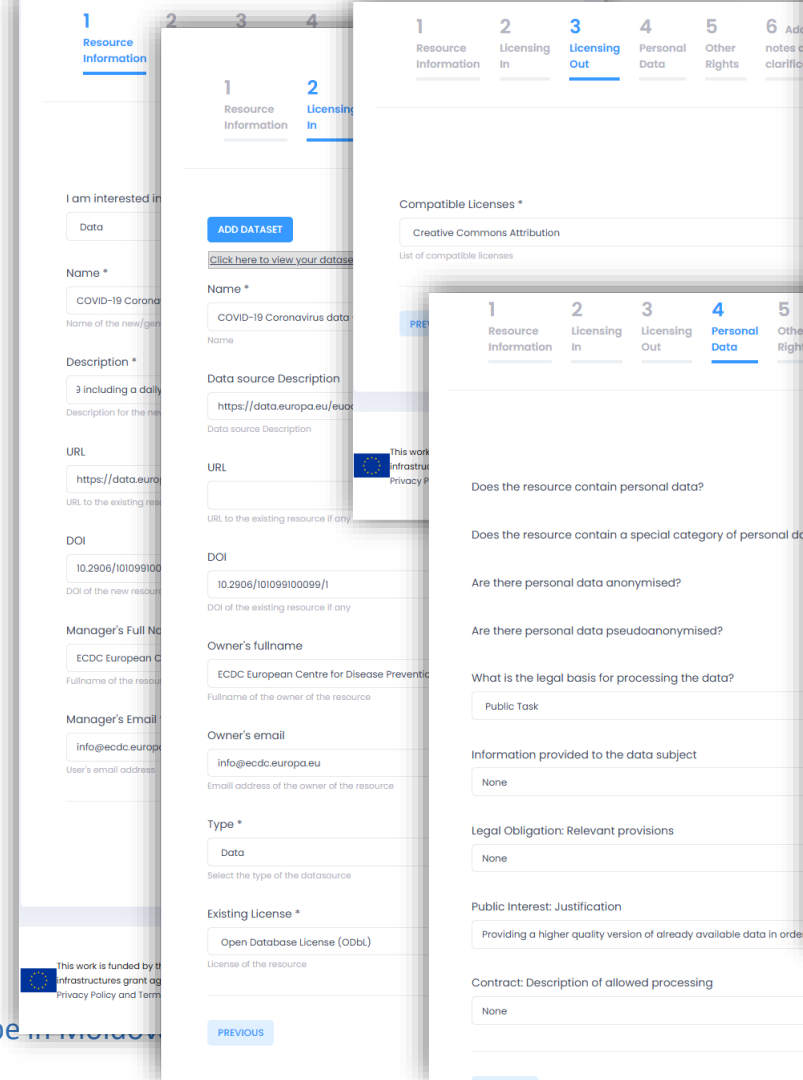 1
Resource
Information
2
3
4
I am interested in
Data
Name *
COVID-19 Corona
Name of the new/gen
Description *
9 including a daily
Description for the new
URL
https://data.europ
URL to the existing res
DOI
10.2906/101099100
DOI of the new resourc
Manager's Full Na
ECDC European C
Fullname of the resou
Manager's Email *
info@ecdc.europa
User's email address
This work is funded by th
infrastructures grant ag
Privacy Policy and Term
1
Resource
Information
2
Licensing
In
ADD DATASET
Click here to view your datase
Name *
COVID-19 Coronavirus data
Name
Data source Description
https://data.europa.eu/euod
Data source Description
URL
URL to the existing resource if any
DOI
10.2906/101099100099/1
DOI of the existing resource if any
Owner's fullname
ECDC European Centre for Disease Preventio
Fullname of the owner of the resource
Owner's email
info@ecdc.europa.eu
Emaill address of the owner of the resource
Type *
Data
Select the type of the datasource
Existing License *
Open Database License (ODbL)
License of the resource
PREVIOUS
1
Resource
Information
2
Licensing
In
3
Licensing
Out
4
Personal
Data
5
Other
Rights
6 Add
notes a
clarific
Compatible Licenses *
Creative Commons Attribution
List of compatible licenses
PRE
This work
infrastruc
Privacy P
1
Resource
Information
2
Licensing
In
3
Licensing
Out
4
Personal
Data
5
Othe
Right
Does the resource contain personal data?
Does the resource contain a special category of personal da
Are there personal data anonymised?
Are there personal data pseudoanonymised?
What is the legal basis for processing the data?
Public Task
Information provided to the data subject
None
Legal Obligation: Relevant provisions
None
Public Interest: Justification
Providing a higher quality version of already available data in order
Contract: Description of allowed processing
None